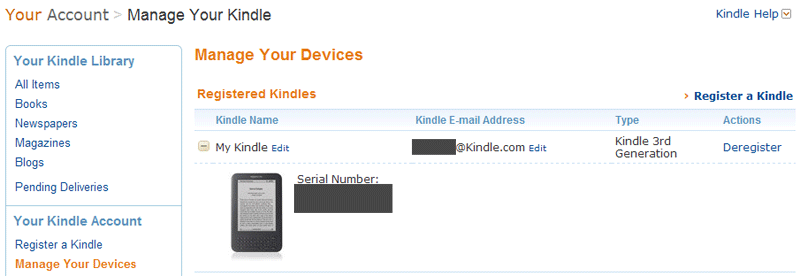 Your Account > Manage Your Kindle
Kindle Help
Your Kindle Library
All Items
Books
Newspapers
Magazines
Blogs
Pending Deliveries
Your Kindle Account
Register a Kindle
Manage Your Devices
Manage Your Devices
Registered Kindles
› Register a Kindle
Kindle Name Kindle E-mail Address Type Actions
My Kindle Edit @Kindle.com Edit Kindle 3rd Generation Deregister
Serial Number: